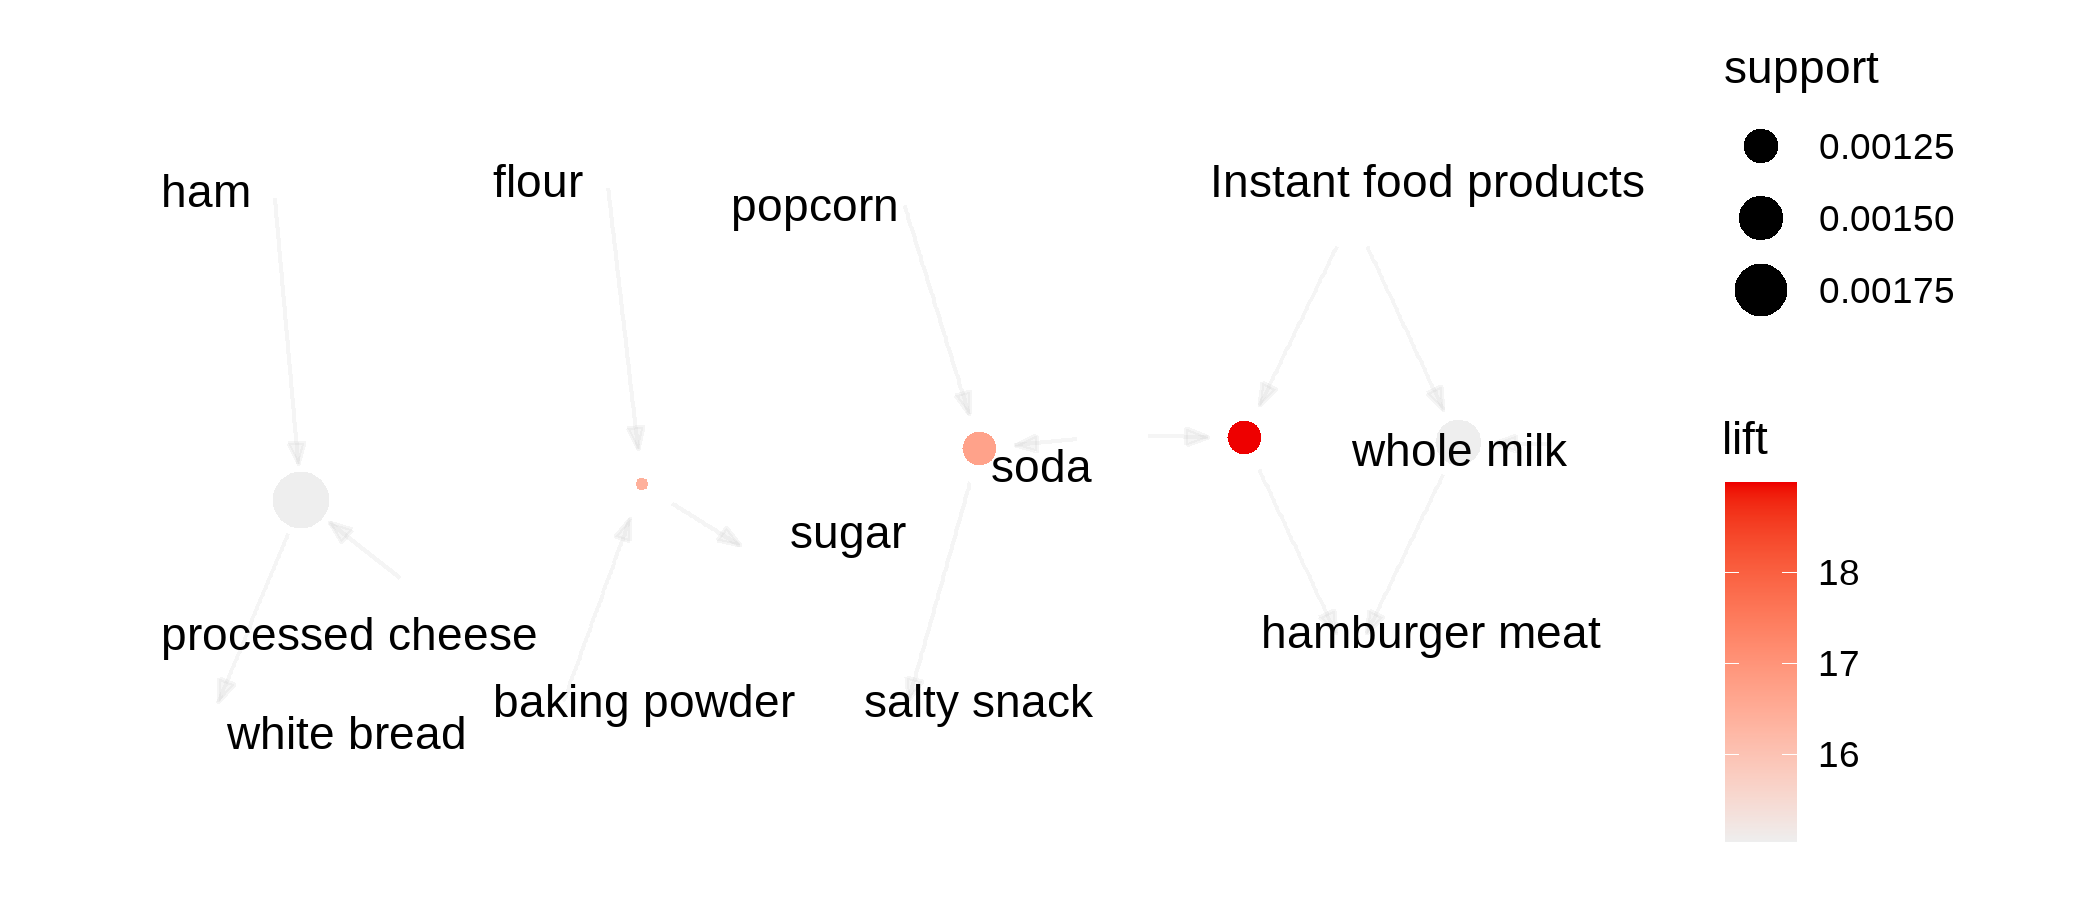 ham
flour
popcorn
Instant food products
soda
whole milk
sugar
processed cheese
hamburger meat
white bread
baking powder
salty snack
support
0.00125
0.00150
0.00175
lift
18
17
16